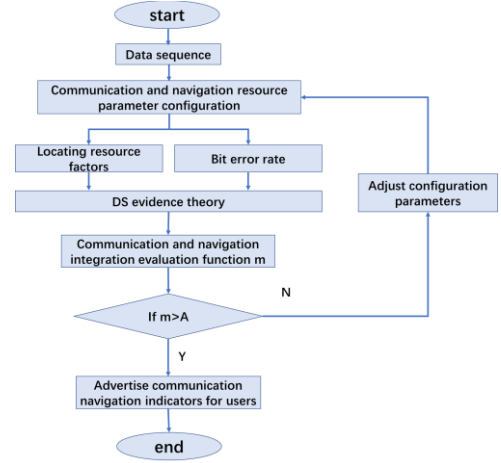 start
Data sequence
Communication and navigation resource
parameter configuration
Locating resource
factors
Bit error rate
DS evidence theory
Adjust configuration
parameters
Communication and navigation
integration evaluation function m
N
If m>A
Y
Advertise communication
navigation indicators for users
end